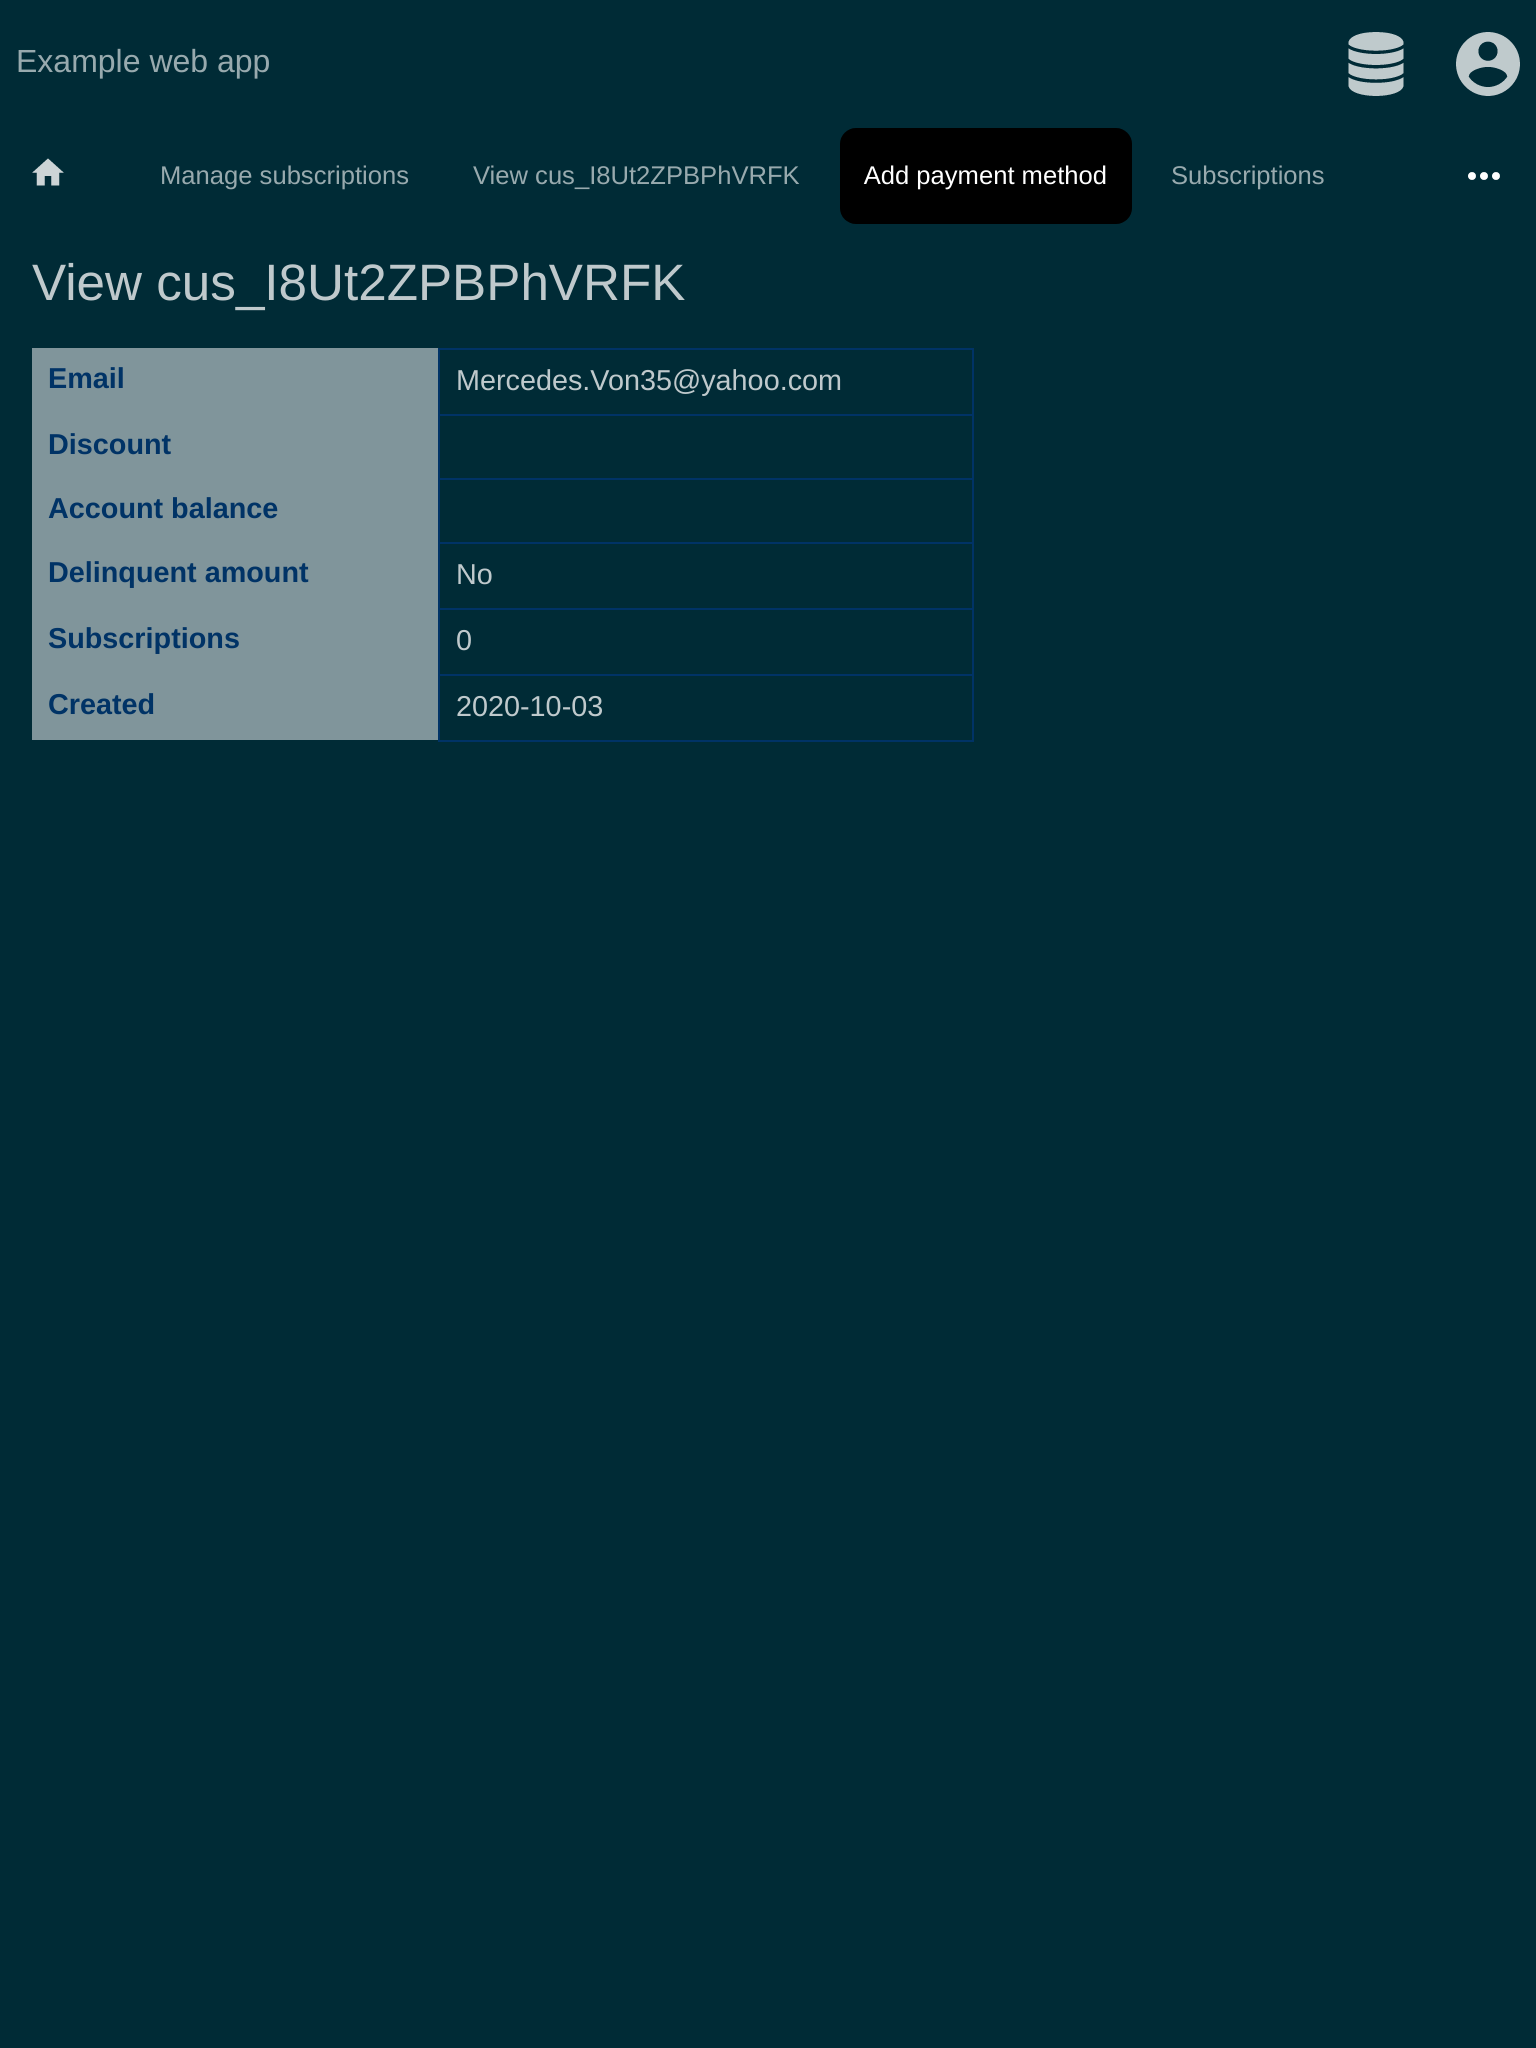 Example web app
Manage subscriptions View cus_I8Ut2ZPBPhVRFK Add payment method Subscriptions
View cus_I8Ut2ZPBPhVRFK
Email Mercedes.Von35@yahoo.com
Discount
Account balance
Delinquent amount No
Subscriptions 0
Created 2020-10-03